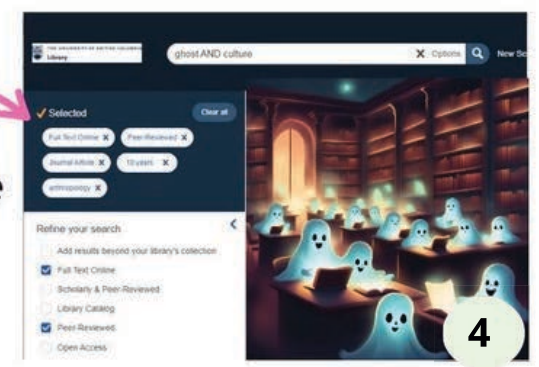 THE UNIVERSITY OF BRITISH COLUMBIA
Library
ghost AND culture X Options New Se
Selected Clear all
Full Text Online X Peer-Reviewed X
Journal Article X 10 years X
anthropology X
e
Refine your search
Add results beyond your library's collection
Full Text Online
Scholarly & Peer-Reviewed
Library Catalog
Peer-Reviewed
Open Access
4